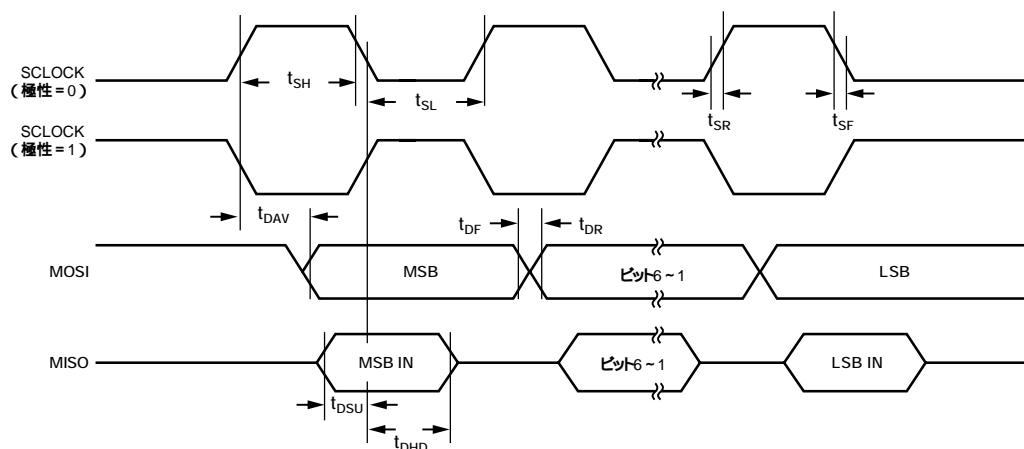 SCLOCK
(極性=0)
tSH
tSL
tSR
tSF
SCLOCK
(極性=1)
tDAV
tDF
tDR
MOSI
MSB
ビット6~1
LSB
MISO
MSB IN
ビット6~1
LSB IN
tDSU
tDHD